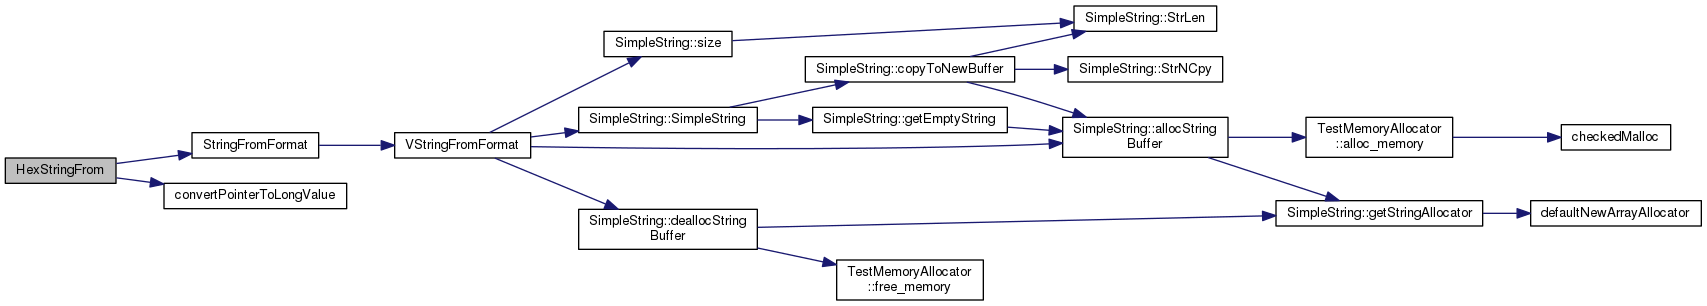 HexStringFrom
StringFromFormat
convertPointerToLongValue
VStringFromFormat
SimpleString::size
SimpleString::SimpleString
SimpleString::deallocString
Buffer
SimpleString::copyToNewBuffer
SimpleString::getEmptyString
TestMemoryAllocator
::free_memory
SimpleString::StrLen
SimpleString::StrNCpy
SimpleString::allocString
Buffer
TestMemoryAllocator
::alloc_memory
SimpleString::getStringAllocator
checkedMalloc
defaultNewArrayAllocator